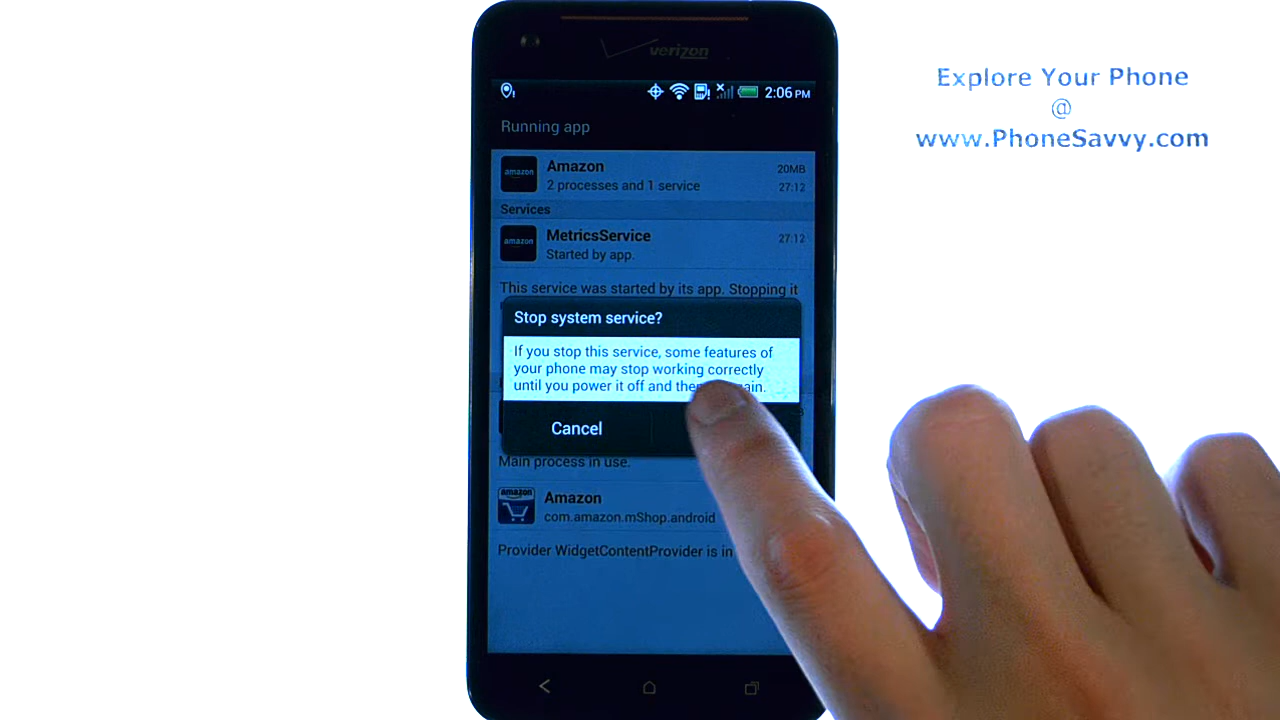 verizon
2:06 PM
Running app
amazon
Amazon
20MB
2 processes and 1 service
27:12
Services
amazon
MetricsService
27:12
Started by app.
This service was started by its app. Stopping it
Stop system service?
If you stop this service, some features of
your phone may stop working correctly
until you power it off and then
Cancel
Main process in use.
amazon
Amazon
com.amazon.mShop.android
Provider WidgetContentProvider is in
Explore Your Phone
@
www.PhoneSavvy.com